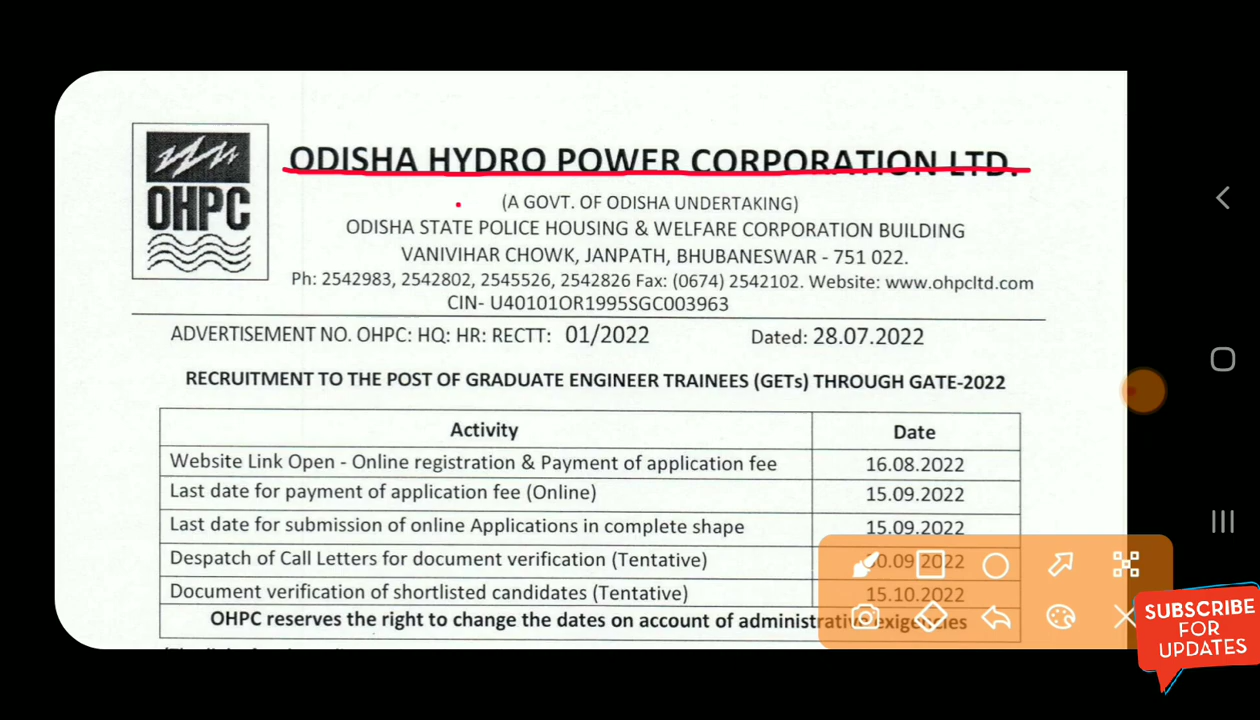 OHPC
ODISHA HYDRO POWER CORPORATION LTD.
(A GOVT. OF ODISHA UNDERTAKING)
ODISHA STATE POLICE HOUSING & WELFARE CORPORATION BUILDING
VANIVIHAR CHOWK, JANPATH, BHUBANESWAR - 751 022.
Ph: 2542983, 2542802, 2545526, 2542826 Fax: (0674) 2542102. Website: www.ohpcltd.com
CIN- U40101OR1995SGC003963
ADVERTISEMENT NO. OHPC: HQ: HR: RECTT: 01/2022 Dated: 28.07.2022
RECRUITMENT TO THE POST OF GRADUATE ENGINEER TRAINEES (GETs) THROUGH GATE-2022
Activity Date
Website Link Open - Online registration & Payment of application fee 16.08.2022
Last date for payment of application fee (Online) 15.09.2022
Last date for submission of online Applications in complete shape 15.09.2022
Despatch of Call Letters for document verification (Tentative) 30.09.2022
Document verification of shortlisted candidates (Tentative) 15.10.2022
OHPC reserves the right to change the dates on account of administrative exigencies
SUBSCRIBE
FOR
UPDATES